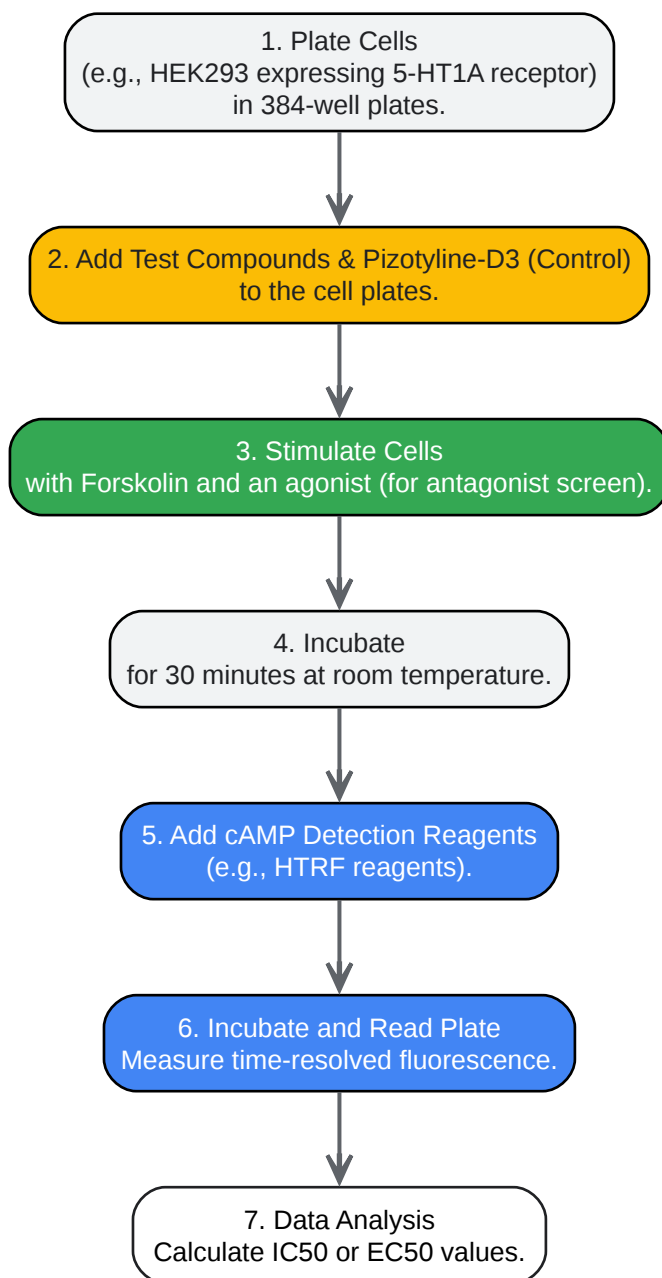 1. Plate Cells
(e.g., HEK293 expressing 5-HT1A receptor)
in 384-well plates.
2. Add Test Compounds & Pizotyline-D3 (Control)
to the cell plates.
3. Stimulate Cells
with Forskolin and an agonist (for antagonist screen).
4. Incubate
for 30 minutes at room temperature.
5. Add cAMP Detection Reagents
(e.g., HTRF reagents).
6. Incubate and Read Plate
Measure time-resolved fluorescence.
7. Data Analysis
Calculate IC50 or EC50 values.